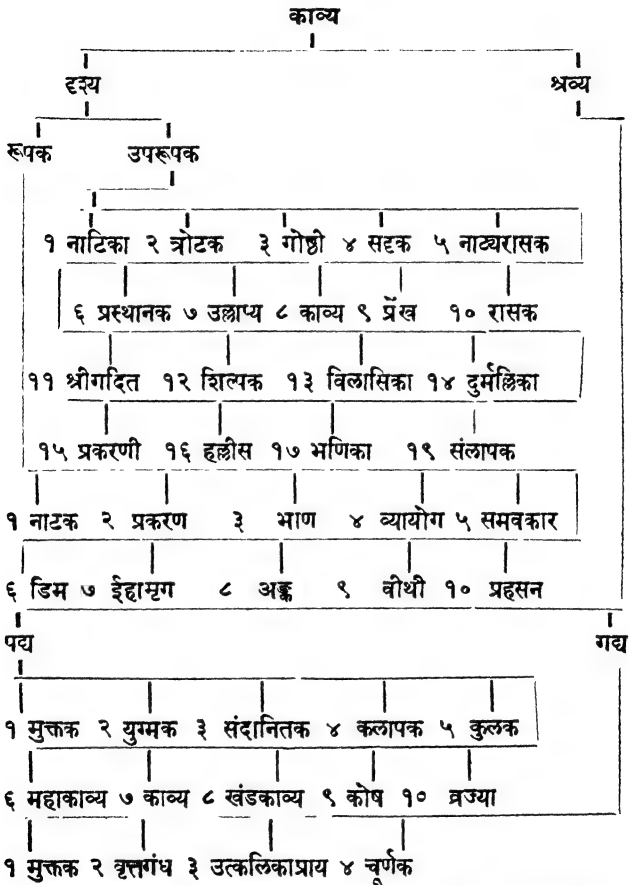 काव्य
दृश्य श्रव्य
रूपक उपरूपक
१ नाटिका २ त्रोटक ३ गोष्ठी ४ सट्टक ५ नाट्यरासक
६ प्रस्थानक ७ उल्लाप्य ८ काव्य ९ प्रेंख १० रासक
११ श्रीगदित १२ शिल्पक १३ विलासिका १४ दुर्मल्लिका
१५ प्रकरणी १६ हल्लीस १७ भणिका १९ संलापक
१ नाटक २ प्रकरण ३ भाण ४ व्यायोग ५ समवकार
६ डिम ७ ईहामृग ८ अङ्क ९ वीथी १० प्रहसन
पद्य गद्य
१ मुक्तक २ युग्मक ३ संदानितक ४ कलापक ५ कुलक
६ महाकाव्य ७ काव्य ८ खंडकाव्य ९ कोष १० व्रज्या
१ मुक्तक २ वृत्तगंध ३ उत्कलिकाप्राय ४ चूर्णक